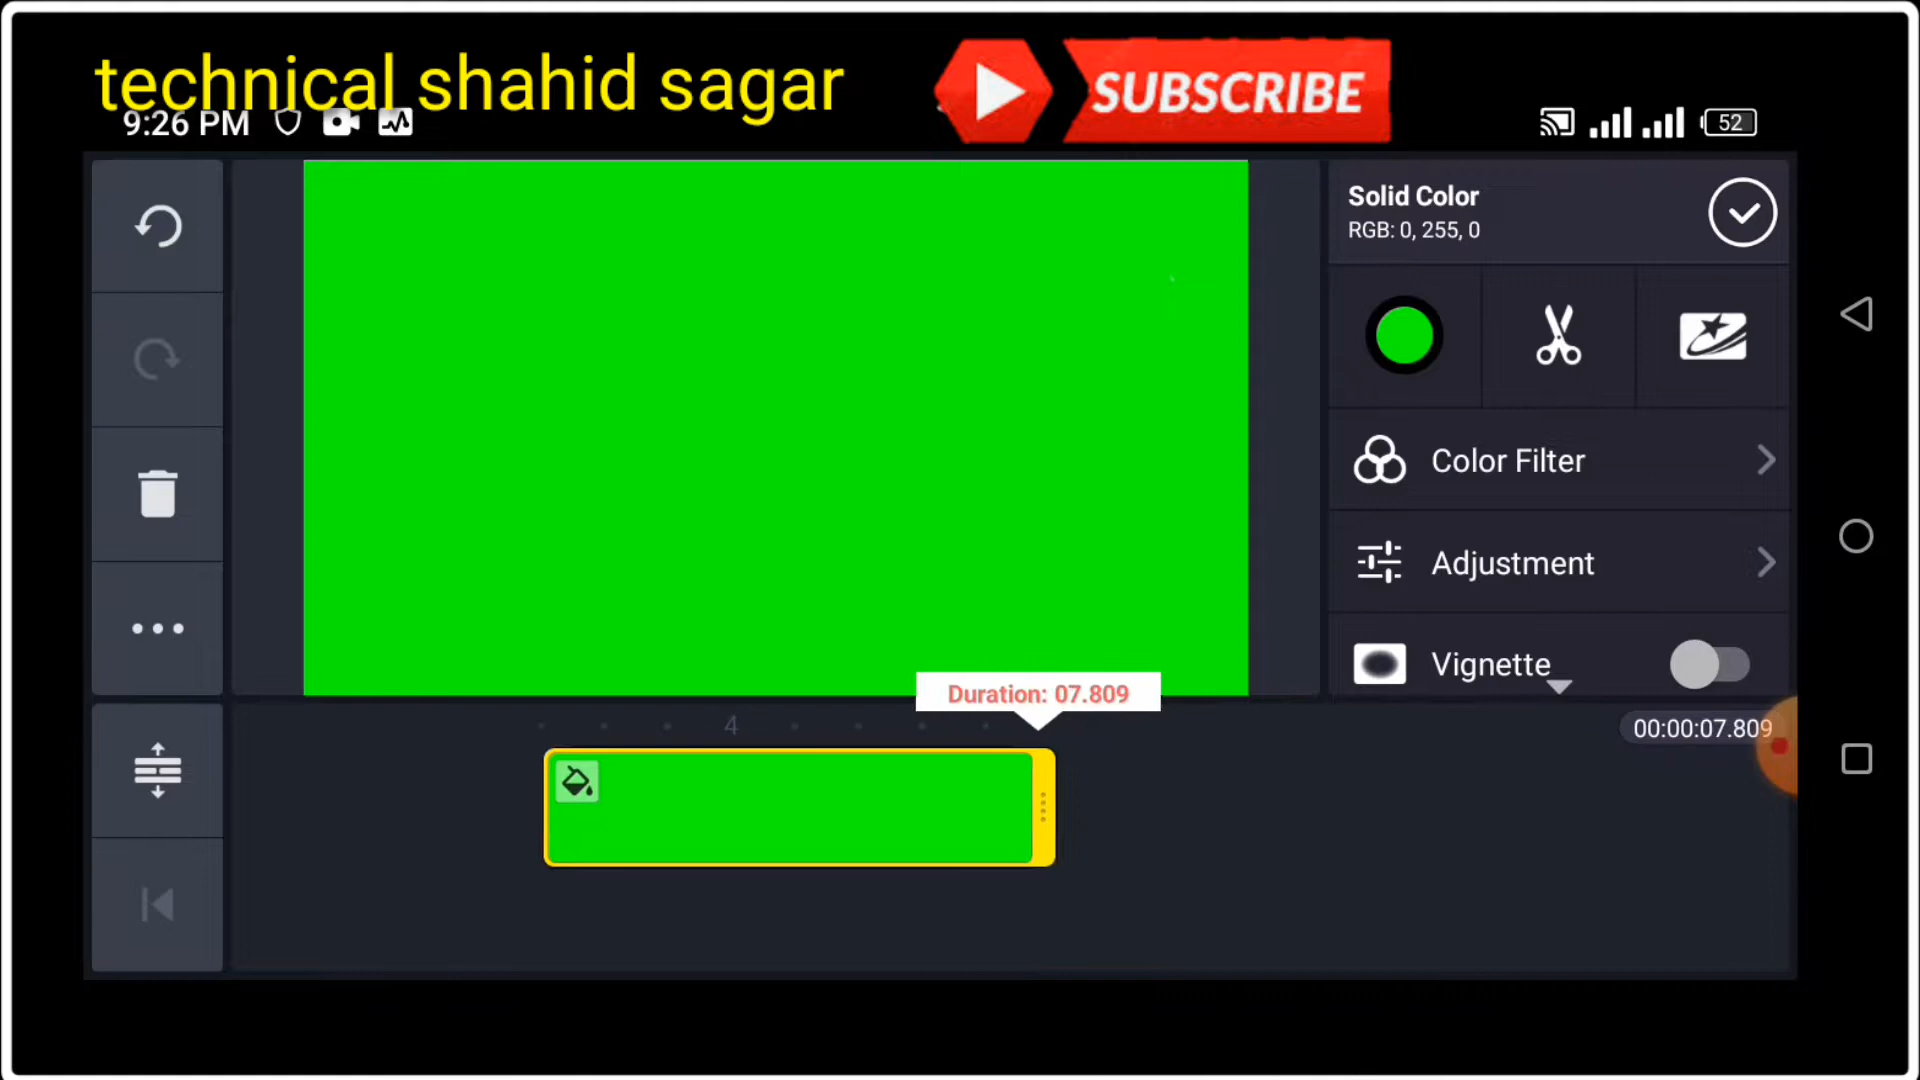 technical shahid sagar
SUBSCRIBE
9:26 PM
52
Solid Color
RGB: 0, 255, 0
Color Filter
Adjustment
Vignette
Duration: 07.809
4
00:00:07.809